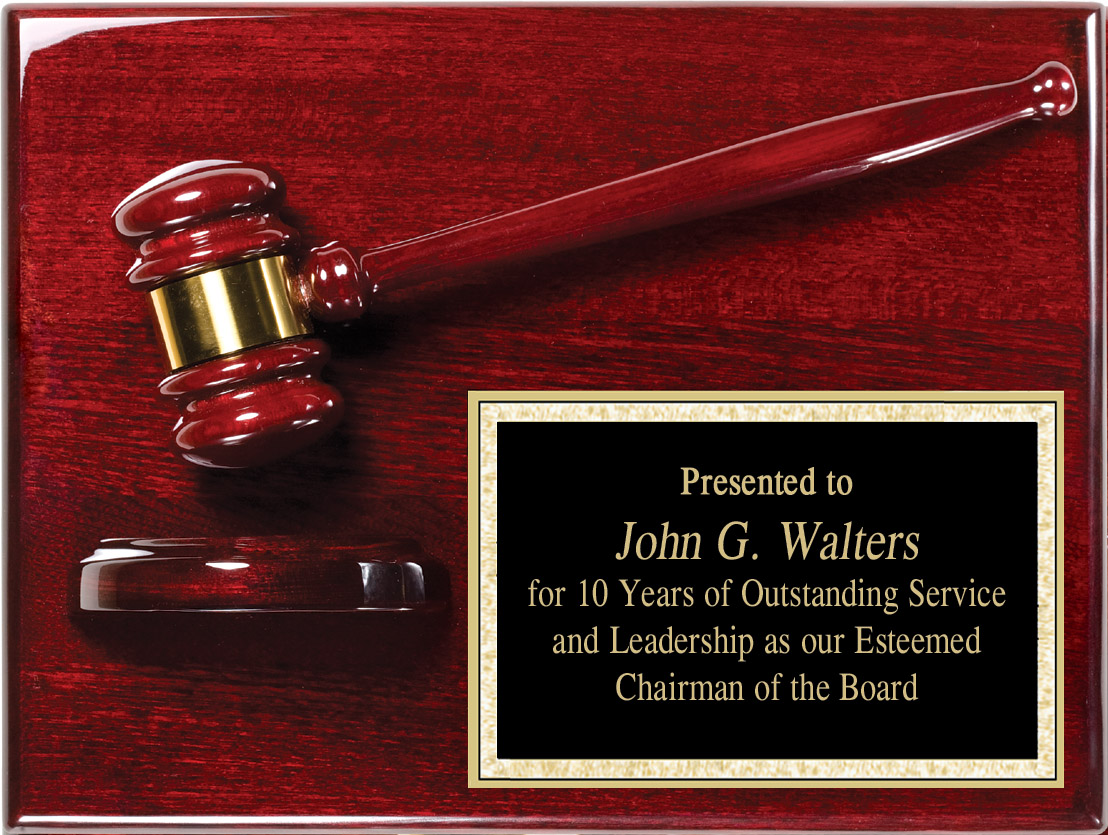 Presented to
John G. Walters
for 10 Years of Outstanding Service
and Leadership as our Esteemed
Chairman of the Board